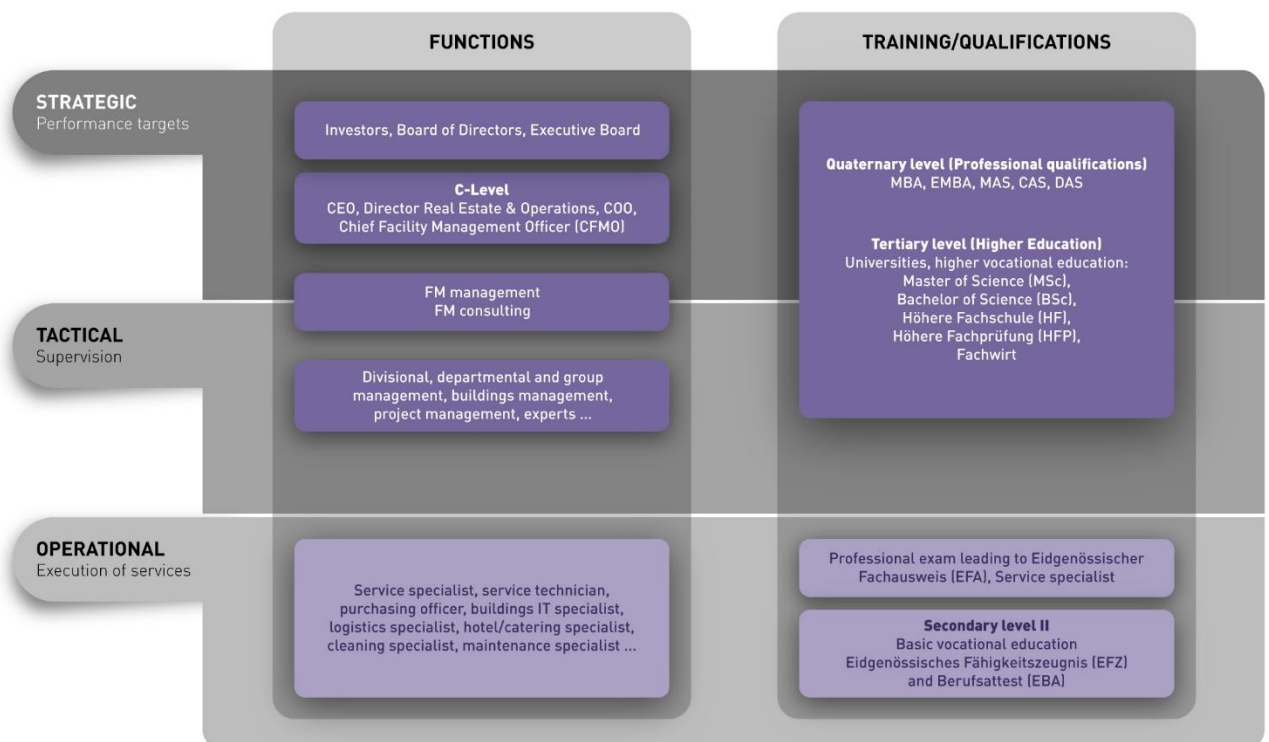 FUNCTIONS
TRAINING/QUALIFICATIONS
STRATEGIC
Performance targets
Investors, Board of Directors, Executive Board
C-Level
CEO, Director Real Estate & Operations, COO,
Chief Facility Management Officer (CFMO)
Quaternary level (Professional qualifications)
MBA, EMBA, MAS, CAS, DAS
Tertiary level (Higher Education)
Universities, higher vocational education:
Master of Science (MSc),
Bachelor of Science (BSc),
Höhere Fachschule (HF),
Höhere Fachprüfung (HFP),
Fachwirt
FM management
FM consulting
TACTICAL
Supervision
Divisional, departmental and group
management, buildings management,
project management, experts ...
OPERATIONAL
Execution of services
Service specialist, service technician,
purchasing officer, buildings IT specialist,
logistics specialist, hotel/catering specialist,
cleaning specialist, maintenance specialist ...
Professional exam leading to Eidgenössischer
Fachausweis (EFA), Service specialist
Secondary level II
Basic vocational education
Eidgenössisches Fähigkeitszeugnis (EFZ)
and Berufsattest (EBA)